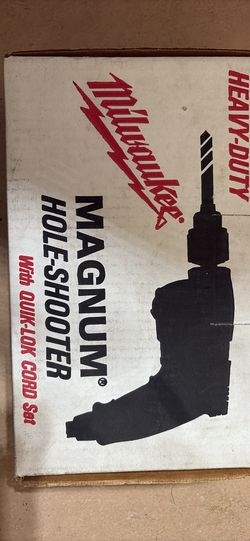 HEAVY-DUTY
Milwaukee
MAGNUM®
HOLE-SHOOTER
With QUIK-LOK CORD Set